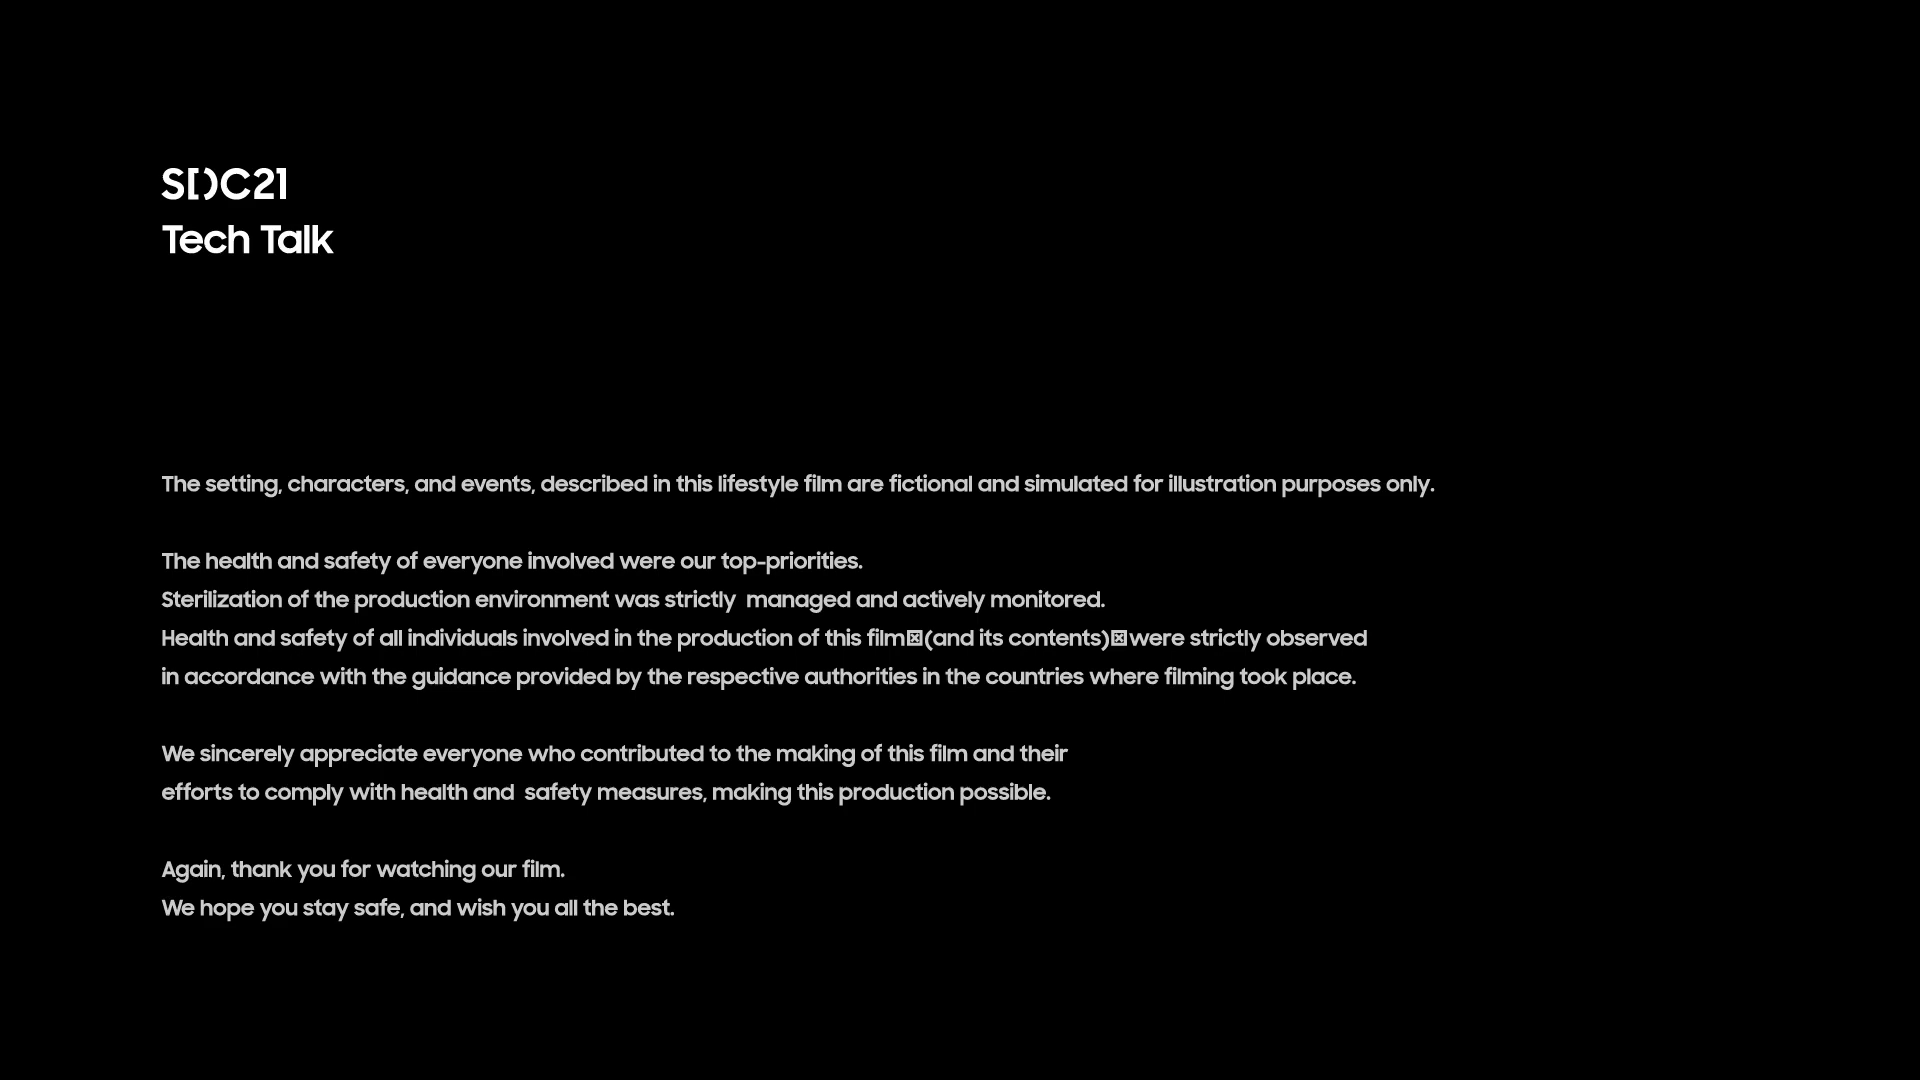 SDC21
Tech Talk
The setting, characters, and events, described in this lifestyle film are fictional and simulated for illustration purposes only.
The health and safety of everyone involved were our top-priorities.
Sterilization of the production environment was strictly  managed and actively monitored.
Health and safety of all individuals involved in the production of this film☒(and its contents)☒were strictly observed
in accordance with the guidance provided by the respective authorities in the countries where filming took place.
We sincerely appreciate everyone who contributed to the making of this film and their
efforts to comply with health and  safety measures, making this production possible.
Again, thank you for watching our film.
We hope you stay safe, and wish you all the best.